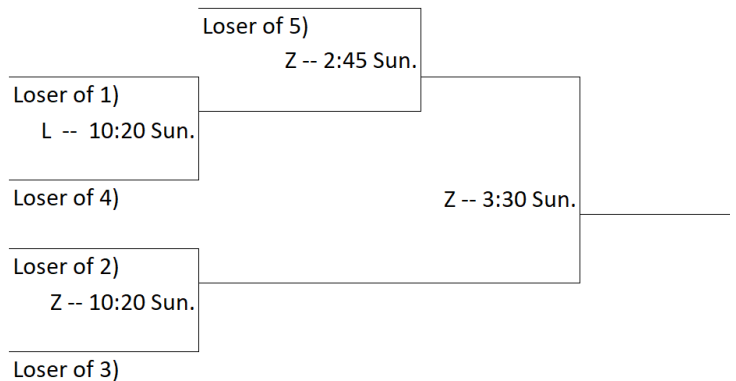 Loser of 5)
Z -- 2:45 Sun.
Loser of 1)
L -- 10:20 Sun.
Loser of 4)
Z -- 3:30 Sun.
Loser of 2)
Z -- 10:20 Sun.
Loser of 3)